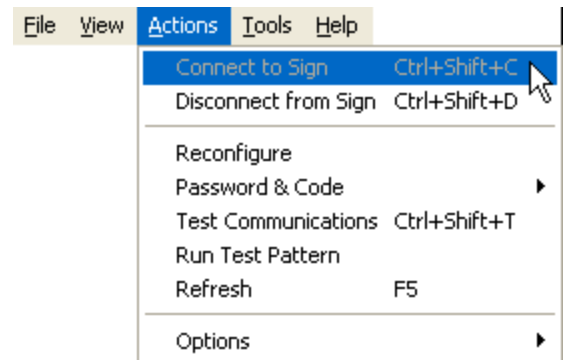 File View Actions Tools Help
Connect to Sign Ctrl+Shift+C
Disconnect from Sign Ctrl+Shift+D
Reconfigure
Password & Code
Test Communications Ctrl+Shift+T
Run Test Pattern
Refresh F5
Options